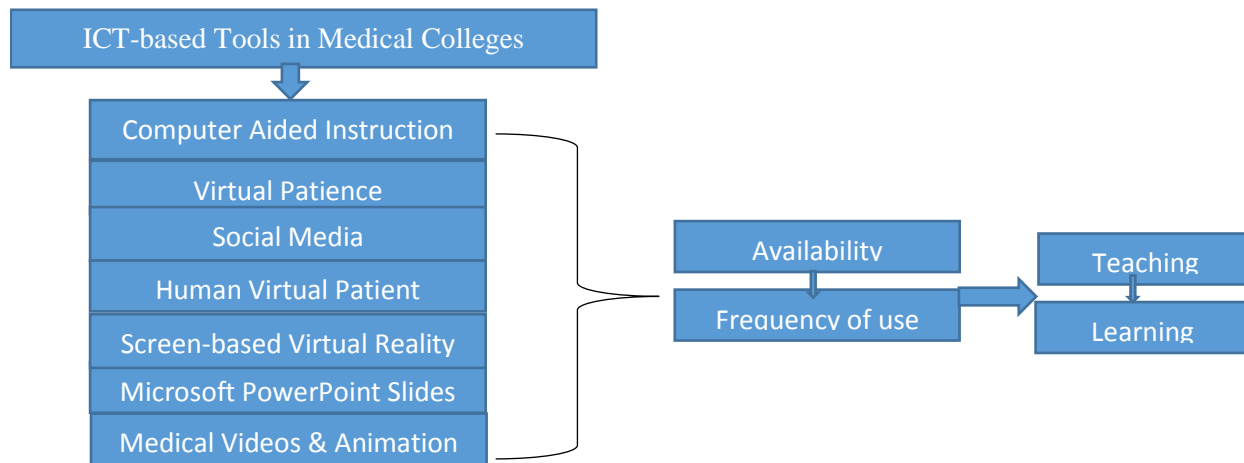 ICT-based Tools in Medical Colleges
Computer Aided Instruction
Virtual Patience
Social Media
Human Virtual Patient
Screen-based Virtual Reality
Microsoft PowerPoint Slides
Medical Videos & Animation
Availability
Frequency of use
Teaching
Learning